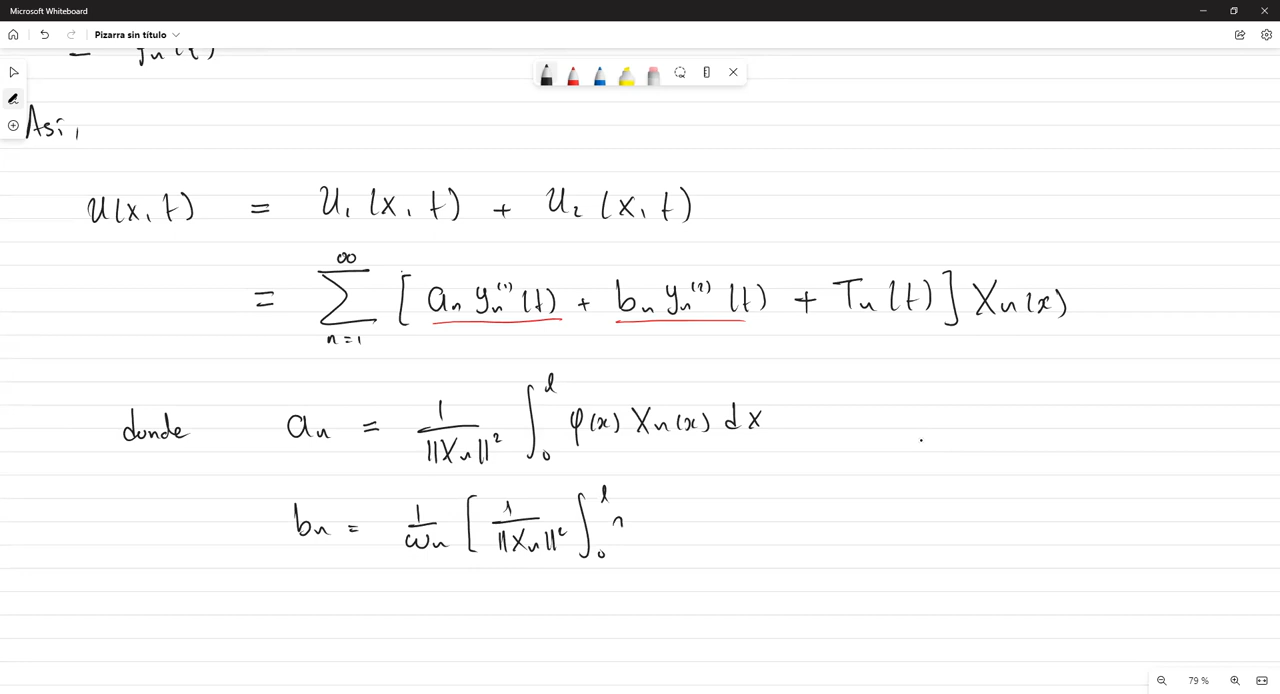 Microsoft Whiteboard
Pizarra sin título
= fn(t)
Así,
u(x,t) = u₁(x,t) + u₂(x,t)
= ∑_{n=1}^{∞} [aₙ yₙ⁽¹⁾(t) + bₙ yₙ⁽²⁾(t) + Tₙ(t)] Xₙ(x)
donde aₙ = 1/||Xₙ||² ∫₀^l φ(x) Xₙ(x) dx
bₙ = 1/ωₙ [1/||Xₙ||² ∫₀^l
79 %